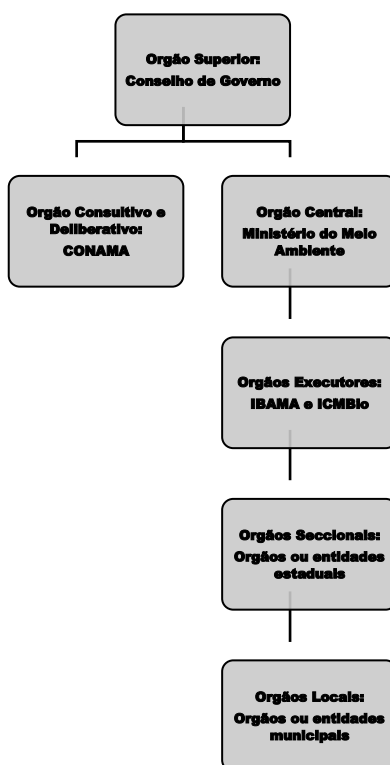 Orgão Superior:
Conselho de Governo
Orgão Consultivo e
Deliberativo:
CONAMA
Orgão Central:
Ministério do Meio
Ambiente
Orgãos Executores:
IBAMA e ICMBio
Orgãos Seccionais:
Orgãos ou entidades
estaduais
Orgãos Locais:
Orgãos ou entidades
municipais